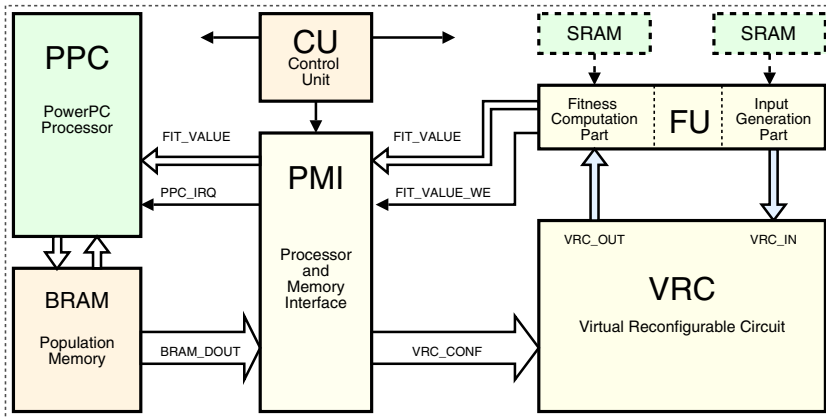 PPC
PowerPC
Processor
CU
Control
Unit
SRAM
SRAM
Fitness
Computation
Part
FU
Input
Generation
Part
FIT_VALUE
FIT_VALUE
PMI
PPC_IRQ
FIT_VALUE_WE
Processor
and
Memory
Interface
VRC_OUT
VRC_IN
VRC
Virtual Reconfigurable Circuit
BRAM
Population
Memory
BRAM_DOUT
VRC_CONF